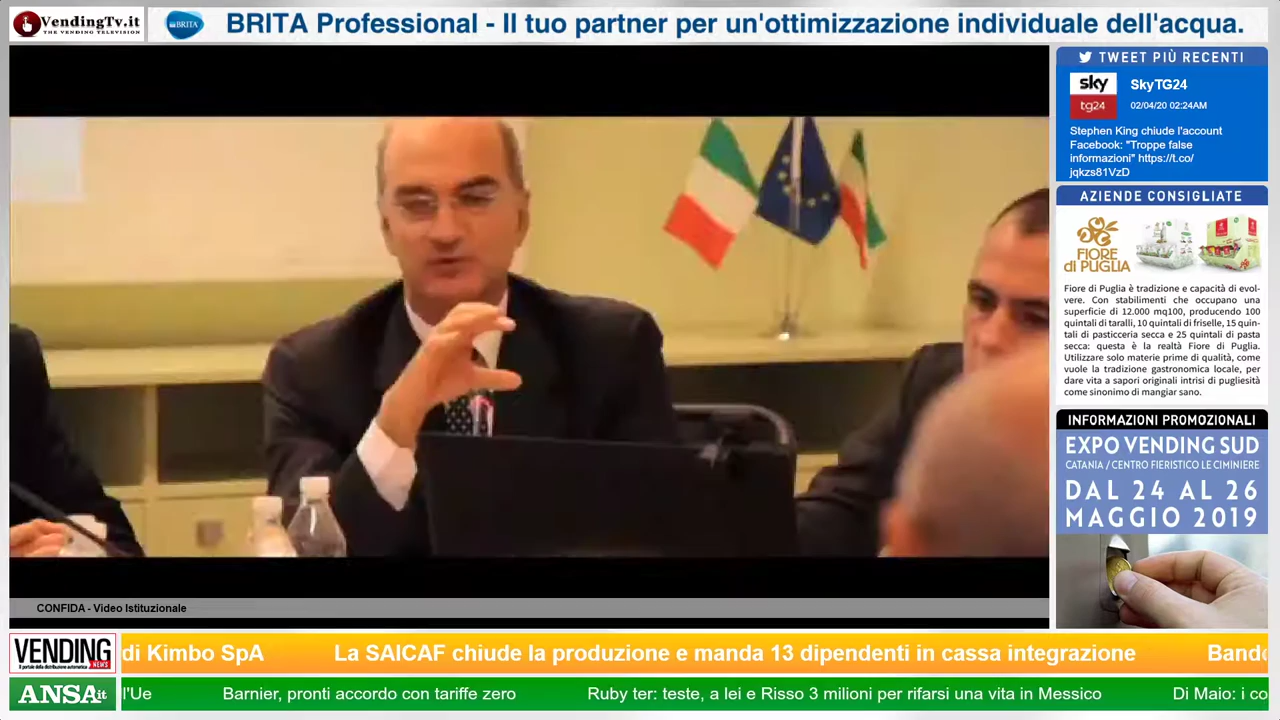 VendingTv.it
THE VENDING TELEVISION
BRITA
BRITA Professional - Il tuo partner per un'ottimizzazione individuale dell'acqua.
TWEET PIÙ RECENTI
sky
tg24
SkyTG24
02/04/20 02:24AM
Stephen King chiude l'account
Facebook: "Troppe false
informazioni" https://t.co/
jqkzs81VzD
AZIENDE CONSIGLIATE
FIORE
di PUGLIA
Fiore di Puglia è tradizione e capacità di evol-
vere. Con stabilimenti che occupano una
superficie di 12.000 mq100, producendo 100
quintali di taralli, 10 quintali di friselle, 15 quin-
tali di pasticceria secca e 25 quintali di pasta
secca: questa è la realtà Fiore di Puglia.
Utilizzare solo materie prime di qualità, come
vuole la tradizione gastronomica locale, per
dare vita a sapori originali intrisi di pugliesità
come sinonimo di mangiar sano.
INFORMAZIONI PROMOZIONALI
EXPO VENDING SUD
CATANIA / CENTRO FIERISTICO LE CIMINIERE
DAL 24 AL 26
MAGGIO 2019
CONFIDA - Video Istituzionale
VENDING
NEWS
Il portale della distribuzione automatica
di Kimbo SpA La SAICAF chiude la produzione e manda 13 dipendenti in cassa integrazione Band
ANSA.it
l'Ue Barnier, pronti accordo con tariffe zero Ruby ter: teste, a lei e Risso 3 milioni per rifarsi una vita in Messico Di Maio: i co